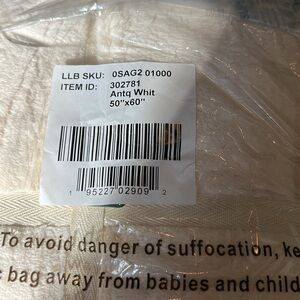 LLB SKU: 0SAG2 01000
ITEM ID: 302781
Antq Whit
50"x60"
1 95227 02909 2
To avoid danger of suffocation, ke
bag away from babies and child